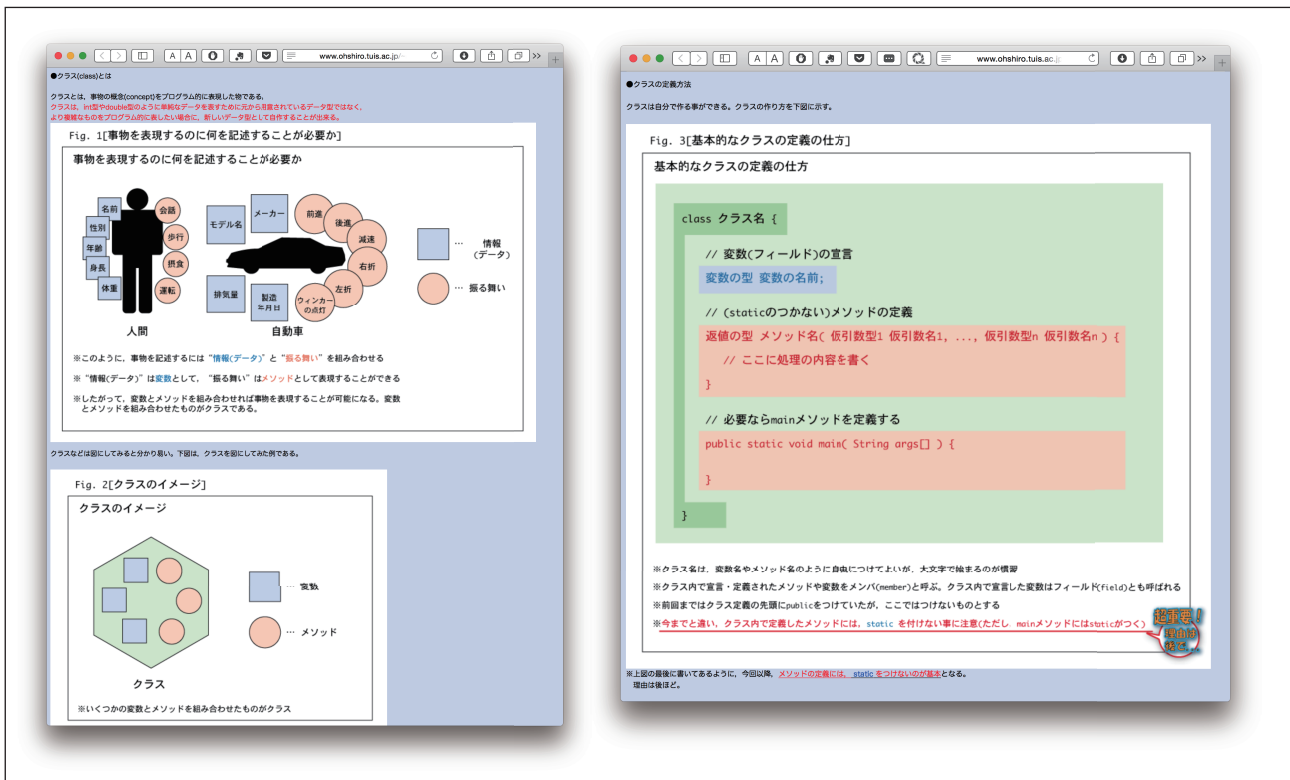 A A
www.ohshiro.tuis.ac.jp/
>>
+
●クラス(class)とは
クラスとは，事物の概念(concept)をプログラム的に表現した物である．
クラスは，int型やdouble型のように単純なデータを表すために元から用意されているデータ型ではなく，
より複雑なものをプログラム的に表したい場合に，新しいデータ型として自作することが出来る．
Fig. 1[事物を表現するのに何を記述することが必要か]
事物を表現するのに何を記述することが必要か
名前
性別
年齢
身長
体重
会話
歩行
摂食
運転
人間
モデル名
メーカー
排気量
製造
年月日
前進
後進
減速
右折
左折
ウィンカー
の点灯
自動車
… 情報
(データ)
… 振る舞い
※このように，事物を記述するには “情報(データ)” と “振る舞い” を組み合わせる
※ “情報(データ)” は変数として， “振る舞い” はメソッドとして表現することができる
※したがって，変数とメソッドを組み合わせれば事物を表現することが可能になる．変数
とメソッドを組み合わせたものがクラスである．
クラスなどは図にしてみると分かり易い．下図は，クラスを図にしてみた例である．
Fig. 2[クラスのイメージ]
クラスのイメージ
… 変数
… メソッド
クラス
※いくつかの変数とメソッドを組み合わせたものがクラス
A A
www.ohshiro.tuis.ac.j
>>
+
●クラスの定義方法
クラスは自分で作る事ができる．クラスの作り方を下図に示す．
Fig. 3[基本的なクラスの定義の仕方]
基本的なクラスの定義の仕方
class クラス名 {
// 変数(フィールド)の宣言
変数の型 変数の名前;
// (staticのつかない)メソッドの定義
返値の型 メソッド名( 仮引数型1 仮引数名1, ..., 仮引数型n 仮引数名n ) {
// ここに処理の内容を書く
}
// 必要ならmainメソッドを定義する
public static void main( String args[] ) {
}
}
※クラス名は，変数名やメソッド名のように自由につけてよいが，大文字で始まるのが慣習
※クラス内で宣言・定義されたメソッドや変数をメンバ(member)と呼ぶ．クラス内で宣言した変数はフィールド(field)とも呼ばれる
※前回まではクラス定義の先頭にpublicをつけていたが，ここではつけないものとする
※今までと違い，クラス内で定義したメソッドには，static を付けない事に注意(ただし mainメソッドにはstaticがつく)
超重要！
理由は
後で...
※上図の最後に書いてあるように，今回以降，メソッドの定義には， static をつけないのが基本となる．
理由は後ほど．